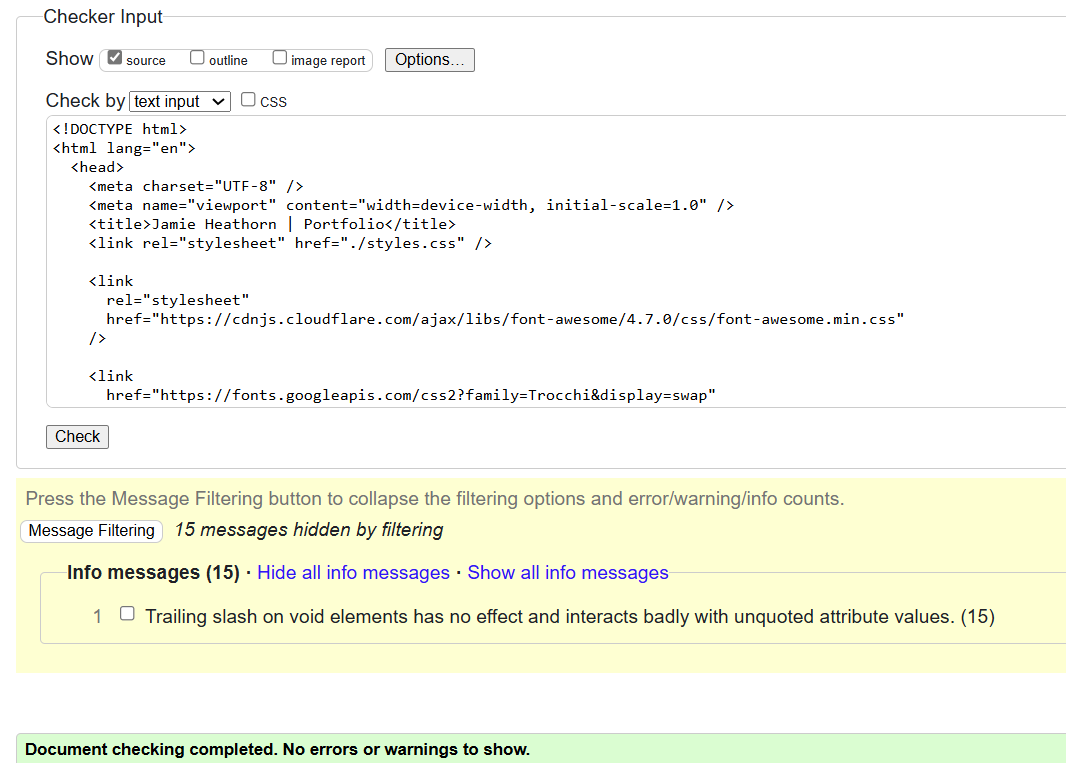 Checker Input
Show source outline image report Options...
Check by text input CSS
<!DOCTYPE html>
<html lang="en">
  <head>
    <meta charset="UTF-8" />
    <meta name="viewport" content="width=device-width, initial-scale=1.0" />
    <title>Jamie Heathorn | Portfolio</title>
    <link rel="stylesheet" href="./styles.css" />

    <link
      rel="stylesheet"
      href="https://cdnjs.cloudflare.com/ajax/libs/font-awesome/4.7.0/css/font-awesome.min.css"
    />

    <link
      href="https://fonts.googleapis.com/css2?family=Trocchi&display=swap"
Check
Press the Message Filtering button to collapse the filtering options and error/warning/info counts.
Message Filtering 15 messages hidden by filtering
Info messages (15) · Hide all info messages · Show all info messages
1 Trailing slash on void elements has no effect and interacts badly with unquoted attribute values. (15)
Document checking completed. No errors or warnings to show.